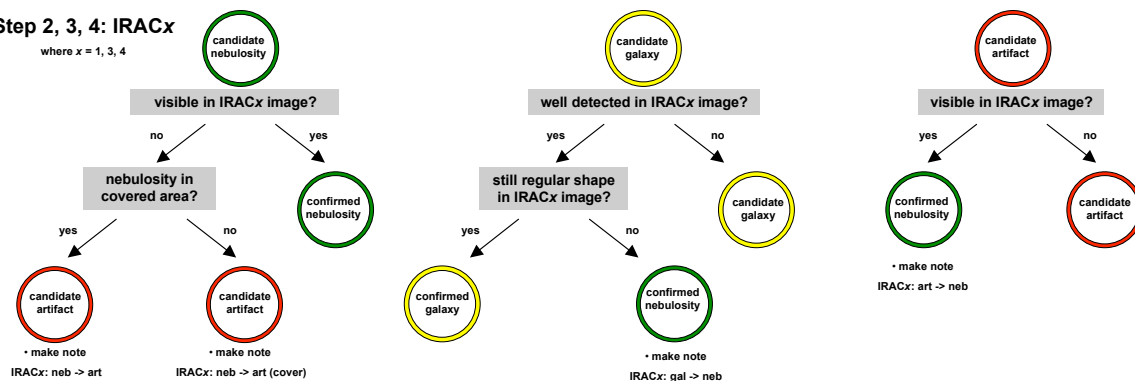 Step 2, 3, 4: IRACx
where x = 1, 3, 4
candidate
nebulosity
visible in IRACx image?
no
yes
nebulosity in
covered area?
confirmed
nebulosity
yes
no
candidate
artifact
candidate
artifact
• make note
IRACx: neb -> art
• make note
IRACx: neb -> art (cover)
candidate
galaxy
well detected in IRACx image?
yes
no
still regular shape
in IRACx image?
candidate
galaxy
yes
no
confirmed
galaxy
confirmed
nebulosity
• make note
IRACx: gal -> neb
candidate
artifact
visible in IRACx image?
yes
no
confirmed
nebulosity
candidate
artifact
• make note
IRACx: art -> neb